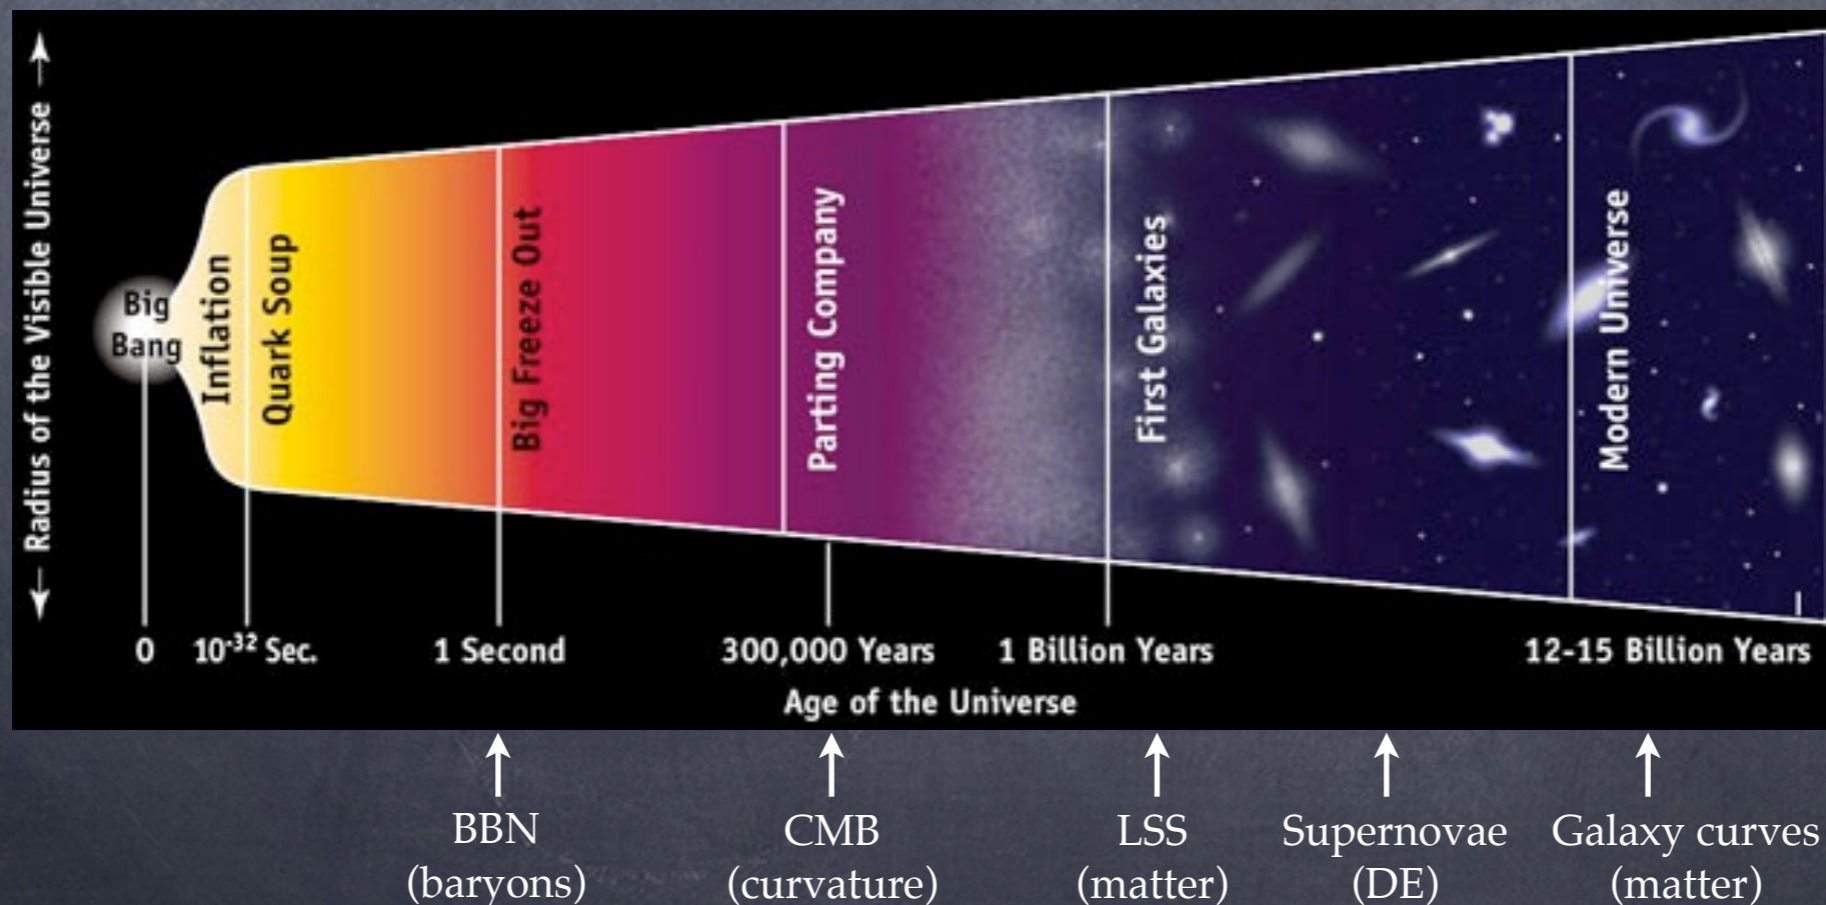 ← Radius of the Visible Universe →
Big
Bang
Inflation
Quark Soup
Big Freeze Out
Parting Company
First Galaxies
Modern Universe
0
10⁻³² Sec.
1 Second
300,000 Years
1 Billion Years
12-15 Billion Years
Age of the Universe
BBN
(baryons)
CMB
(curvature)
LSS
(matter)
Supernovae
(DE)
Galaxy curves
(matter)